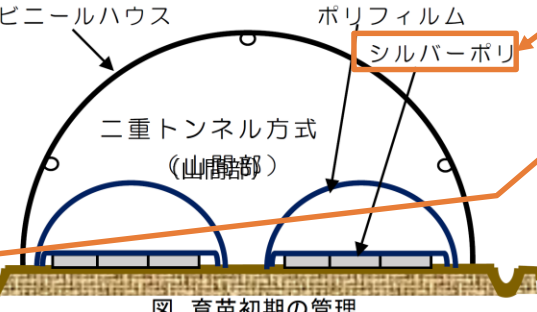 ビニールハウス
ポリフィルム
シルバーポリ
二重トンネル方式
（山間部）
図 育苗初期の管理